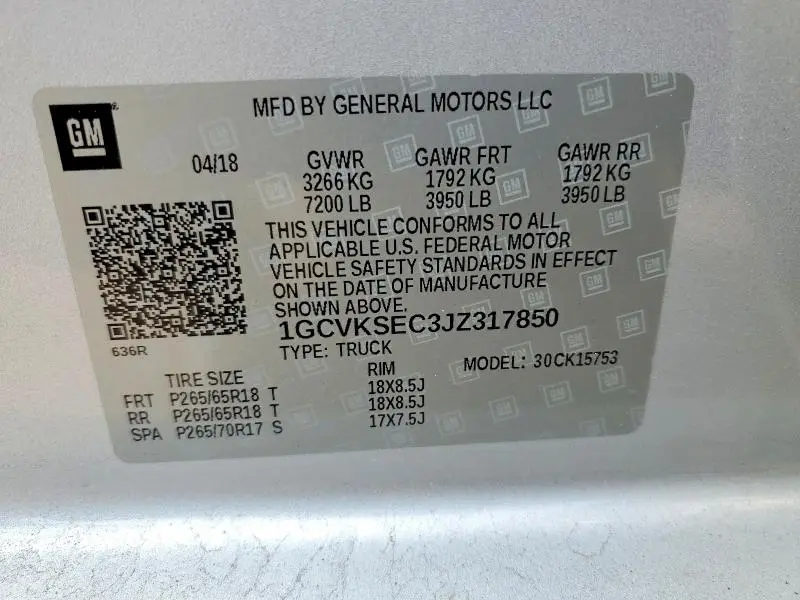 GM
MFD BY GENERAL MOTORS LLC
04/18 GVWR GAWR FRT GAWR RR
3266 KG 1792 KG 1792 KG
7200 LB 3950 LB 3950 LB
THIS VEHICLE CONFORMS TO ALL
APPLICABLE U.S. FEDERAL MOTOR
VEHICLE SAFETY STANDARDS IN EFFECT
ON THE DATE OF MANUFACTURE
SHOWN ABOVE.
1GCVKSEC3JZ317850
636R
TYPE: TRUCK MODEL: 30CK15753
TIRE SIZE RIM
FRT P265/65R18 T 18X8.5J
RR P265/65R18 T 18X8.5J
SPA P265/70R17 S 17X7.5J